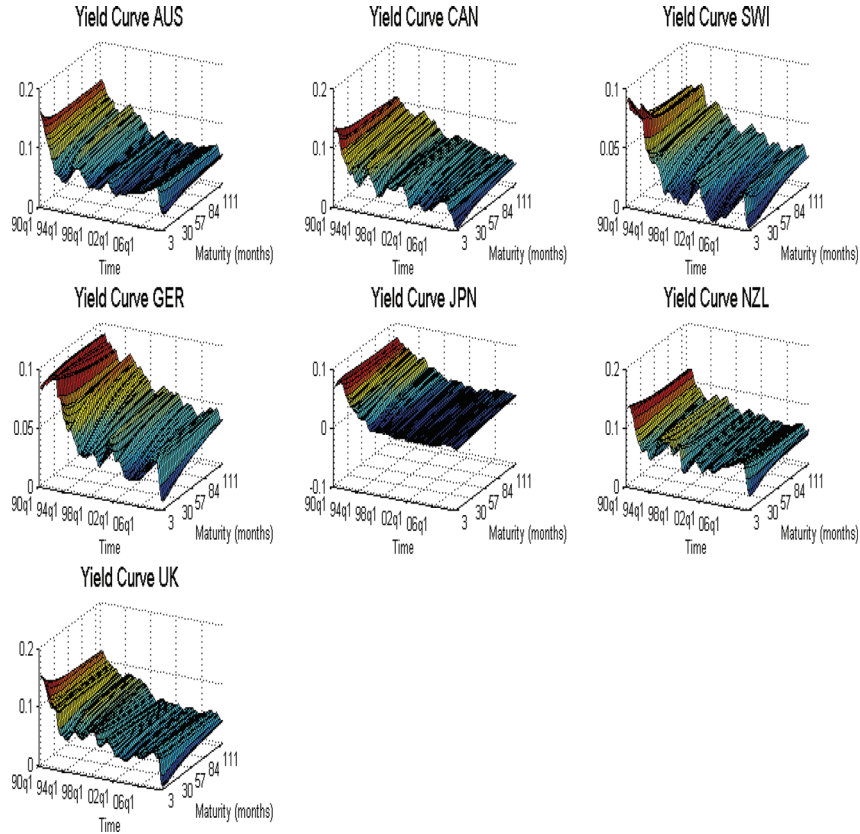 Yield Curve AUS
0.2
0.1
0
90q1 94q1 98q1 02q1 06q1
3 30 57 84 111
Time
Maturity (months)
Yield Curve CAN
0.2
0.1
0
90q1 94q1 98q1 02q1 06q1
3 30 57 84 111
Time
Maturity (months)
Yield Curve SWI
0.1
0.05
0
90q1 94q1 98q1 02q1 06q1
3 30 57 84 111
Time
Maturity (months)
Yield Curve GER
0.1
0.05
0
90q1 94q1 98q1 02q1 06q1
3 30 57 84 111
Time
Maturity (months)
Yield Curve JPN
0.1
0
-0.1
90q1 94q1 98q1 02q1 06q1
3 30 57 84 111
Time
Maturity (months)
Yield Curve NZL
0.2
0.1
0
90q1 94q1 98q1 02q1 06q1
3 30 57 84 111
Time
Maturity (months)
Yield Curve UK
0.2
0.1
0
90q1 94q1 98q1 02q1 06q1
3 30 57 84 111
Time
Maturity (months)